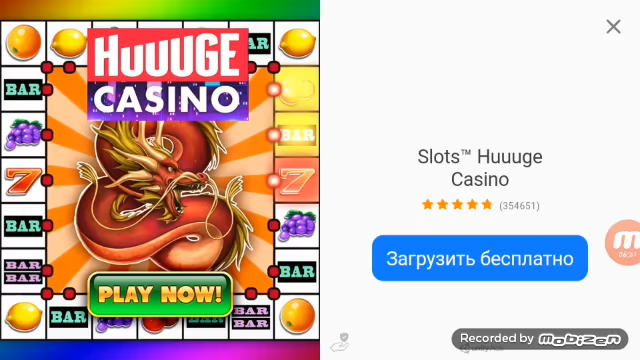 HUUUGE
CASINO
BAR
BAR
BAR
7
7
BAR
BAR
BAR
BAR
PLAY NOW!
BAR
BAR
BAR
BAR
Slots™ Huuuge
Casino
(354651)
Загрузить бесплатно
Recorded by MOBIZEN